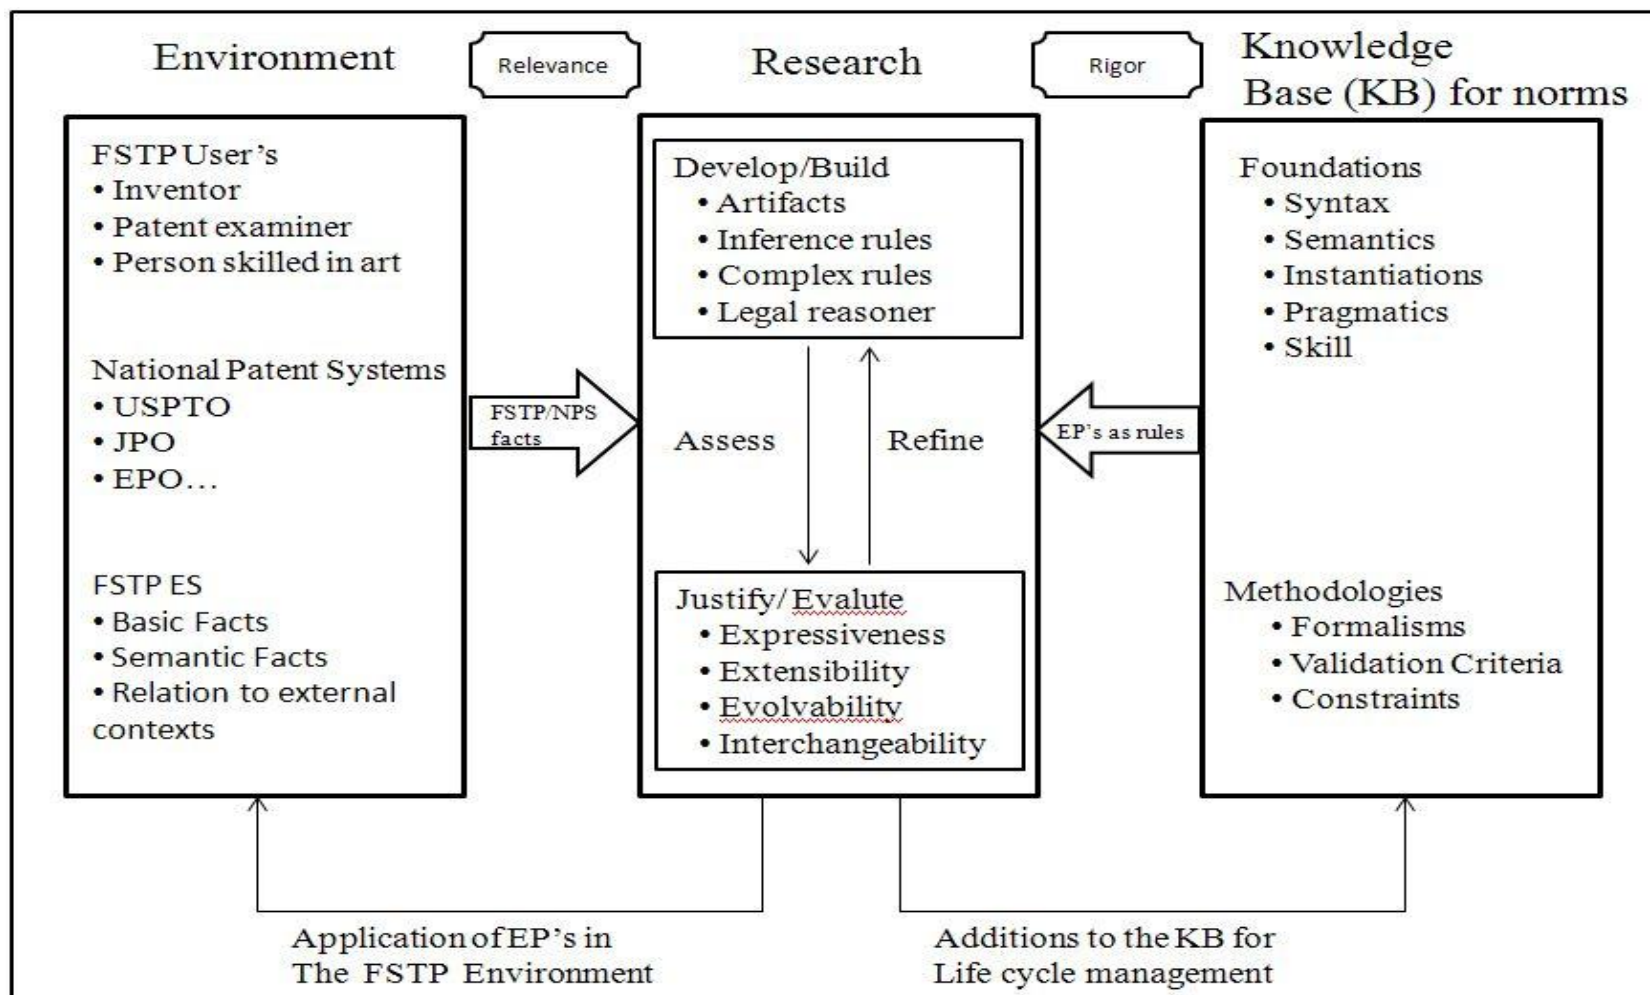 Environment
Relevance
Research
Rigor
Knowledge
Base (KB) for norms
FSTP User's
• Inventor
• Patent examiner
• Person skilled in art
National Patent Systems
• USPTO
• JPO
• EPO...
FSTP ES
• Basic Facts
• Semantic Facts
• Relation to external
contexts
FSTP/NPS
facts
Develop/Build
• Artifacts
• Inference rules
• Complex rules
• Legal reasoner
Assess
Refine
Justify/ Evalute
• Expressiveness
• Extensibility
• Evolvability
• Interchangeability
EP's as rules
Foundations
• Syntax
• Semantics
• Instantiations
• Pragmatics
• Skill
Methodologies
• Formalisms
• Validation Criteria
• Constraints
Application of EP's in
The FSTP Environment
Additions to the KB for
Life cycle management